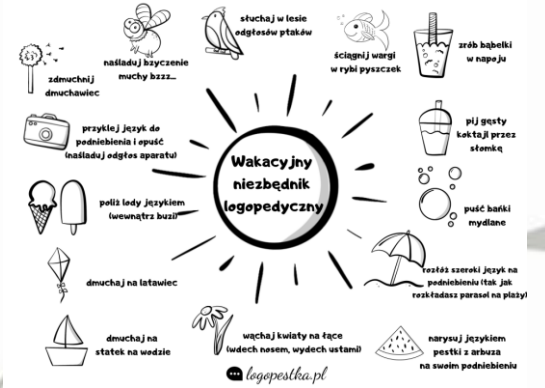 Wakacyjny
niezbędnik
logopedyczny
słuchaj w lesie
odgłosów ptaków
ściągnij wargi
w rybi pyszczek
zrób bąbelki
w napoju
pij gęsty
koktajl przez
słomkę
puść bańki
mydlane
rozłóż szeroki język na
podniebieniu (tak jak
rozkładasz parasol na plaży)
narysuj językiem
pestki z arbuza
na swoim podniebieniu
wąchaj kwiaty na łące
(wdech nosem, wydech ustami)
dmuchaj na
statek na wodzie
dmuchaj na latawiec
poliż lody językiem
(wewnątrz buzi)
przyklej język do
podniebienia i opuść
(naśladuj odgłos aparatu)
zdmuchnij
dmuchawiec
naśladuj bzyczenie
muchy bzzz...
logopestka.pl